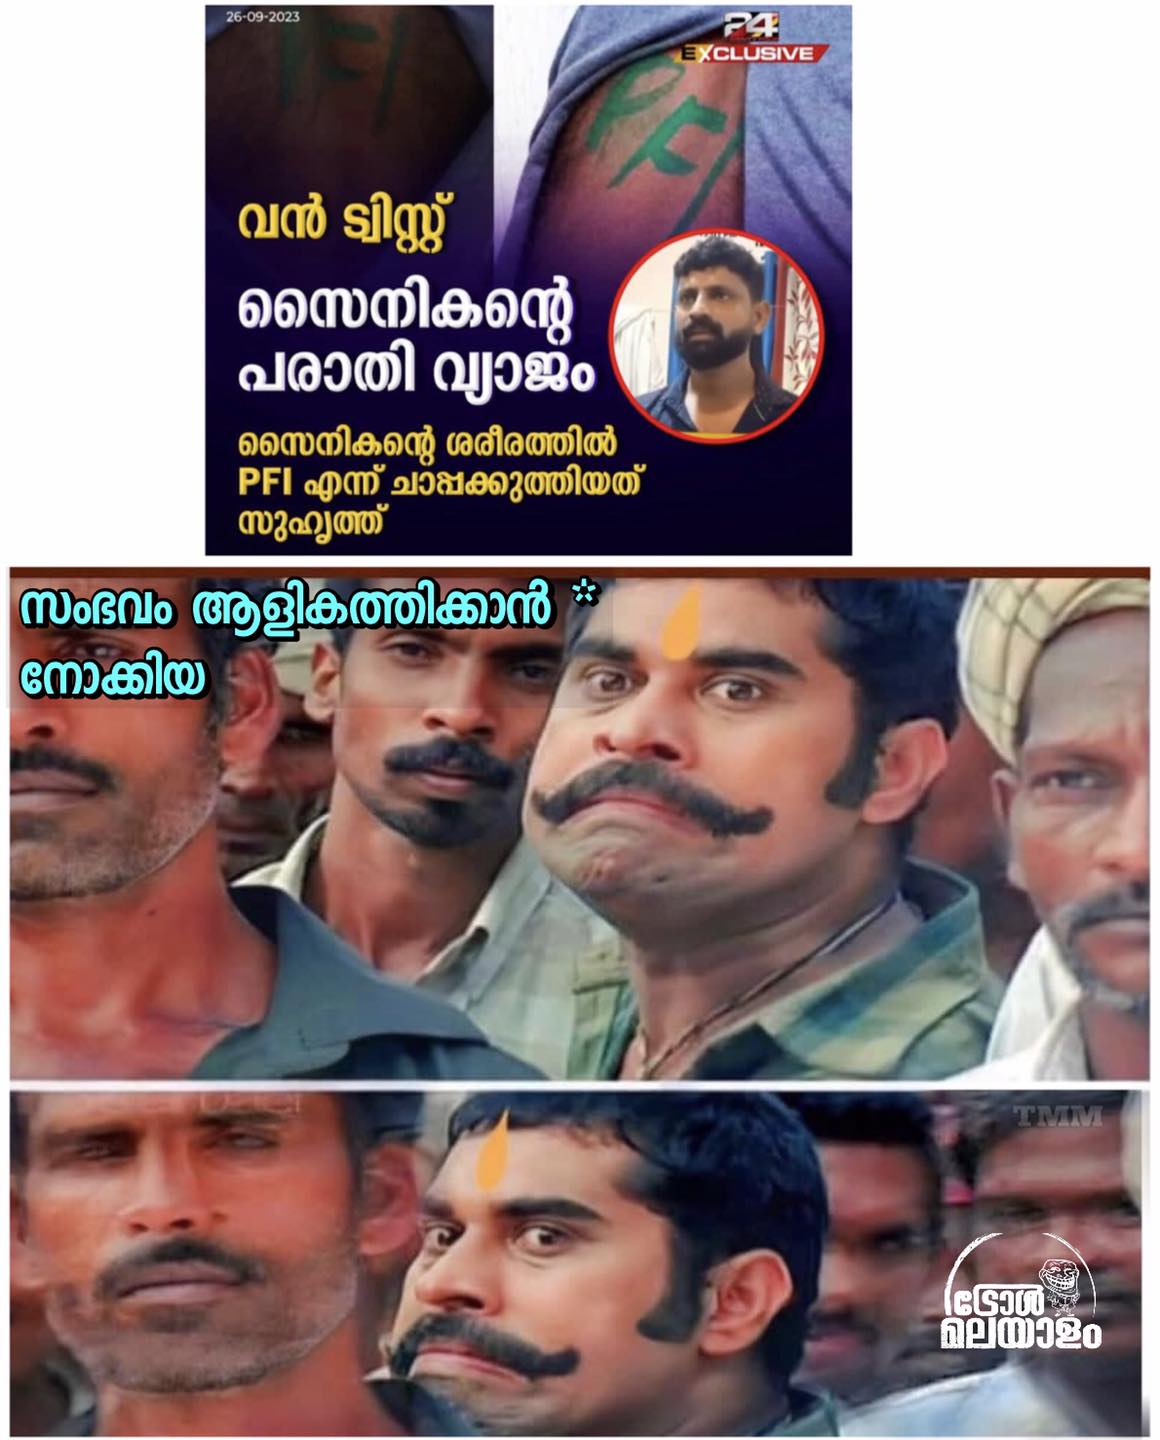 26-09-2023
24
EXCLUSIVE
PFI
വൻ ട്വിസ്റ്റ്
സൈനികന്റെ
പരാതി വ്യാജം
സൈനികന്റെ ശരീരത്തിൽ
PFI എന്ന് ചാപ്പക്കുത്തിയത്
സുഹൃത്ത്
സംഭവം ആളികത്തിക്കാൻ *
നോക്കിയ
TMM
ട്രോൾ
മലയാളം